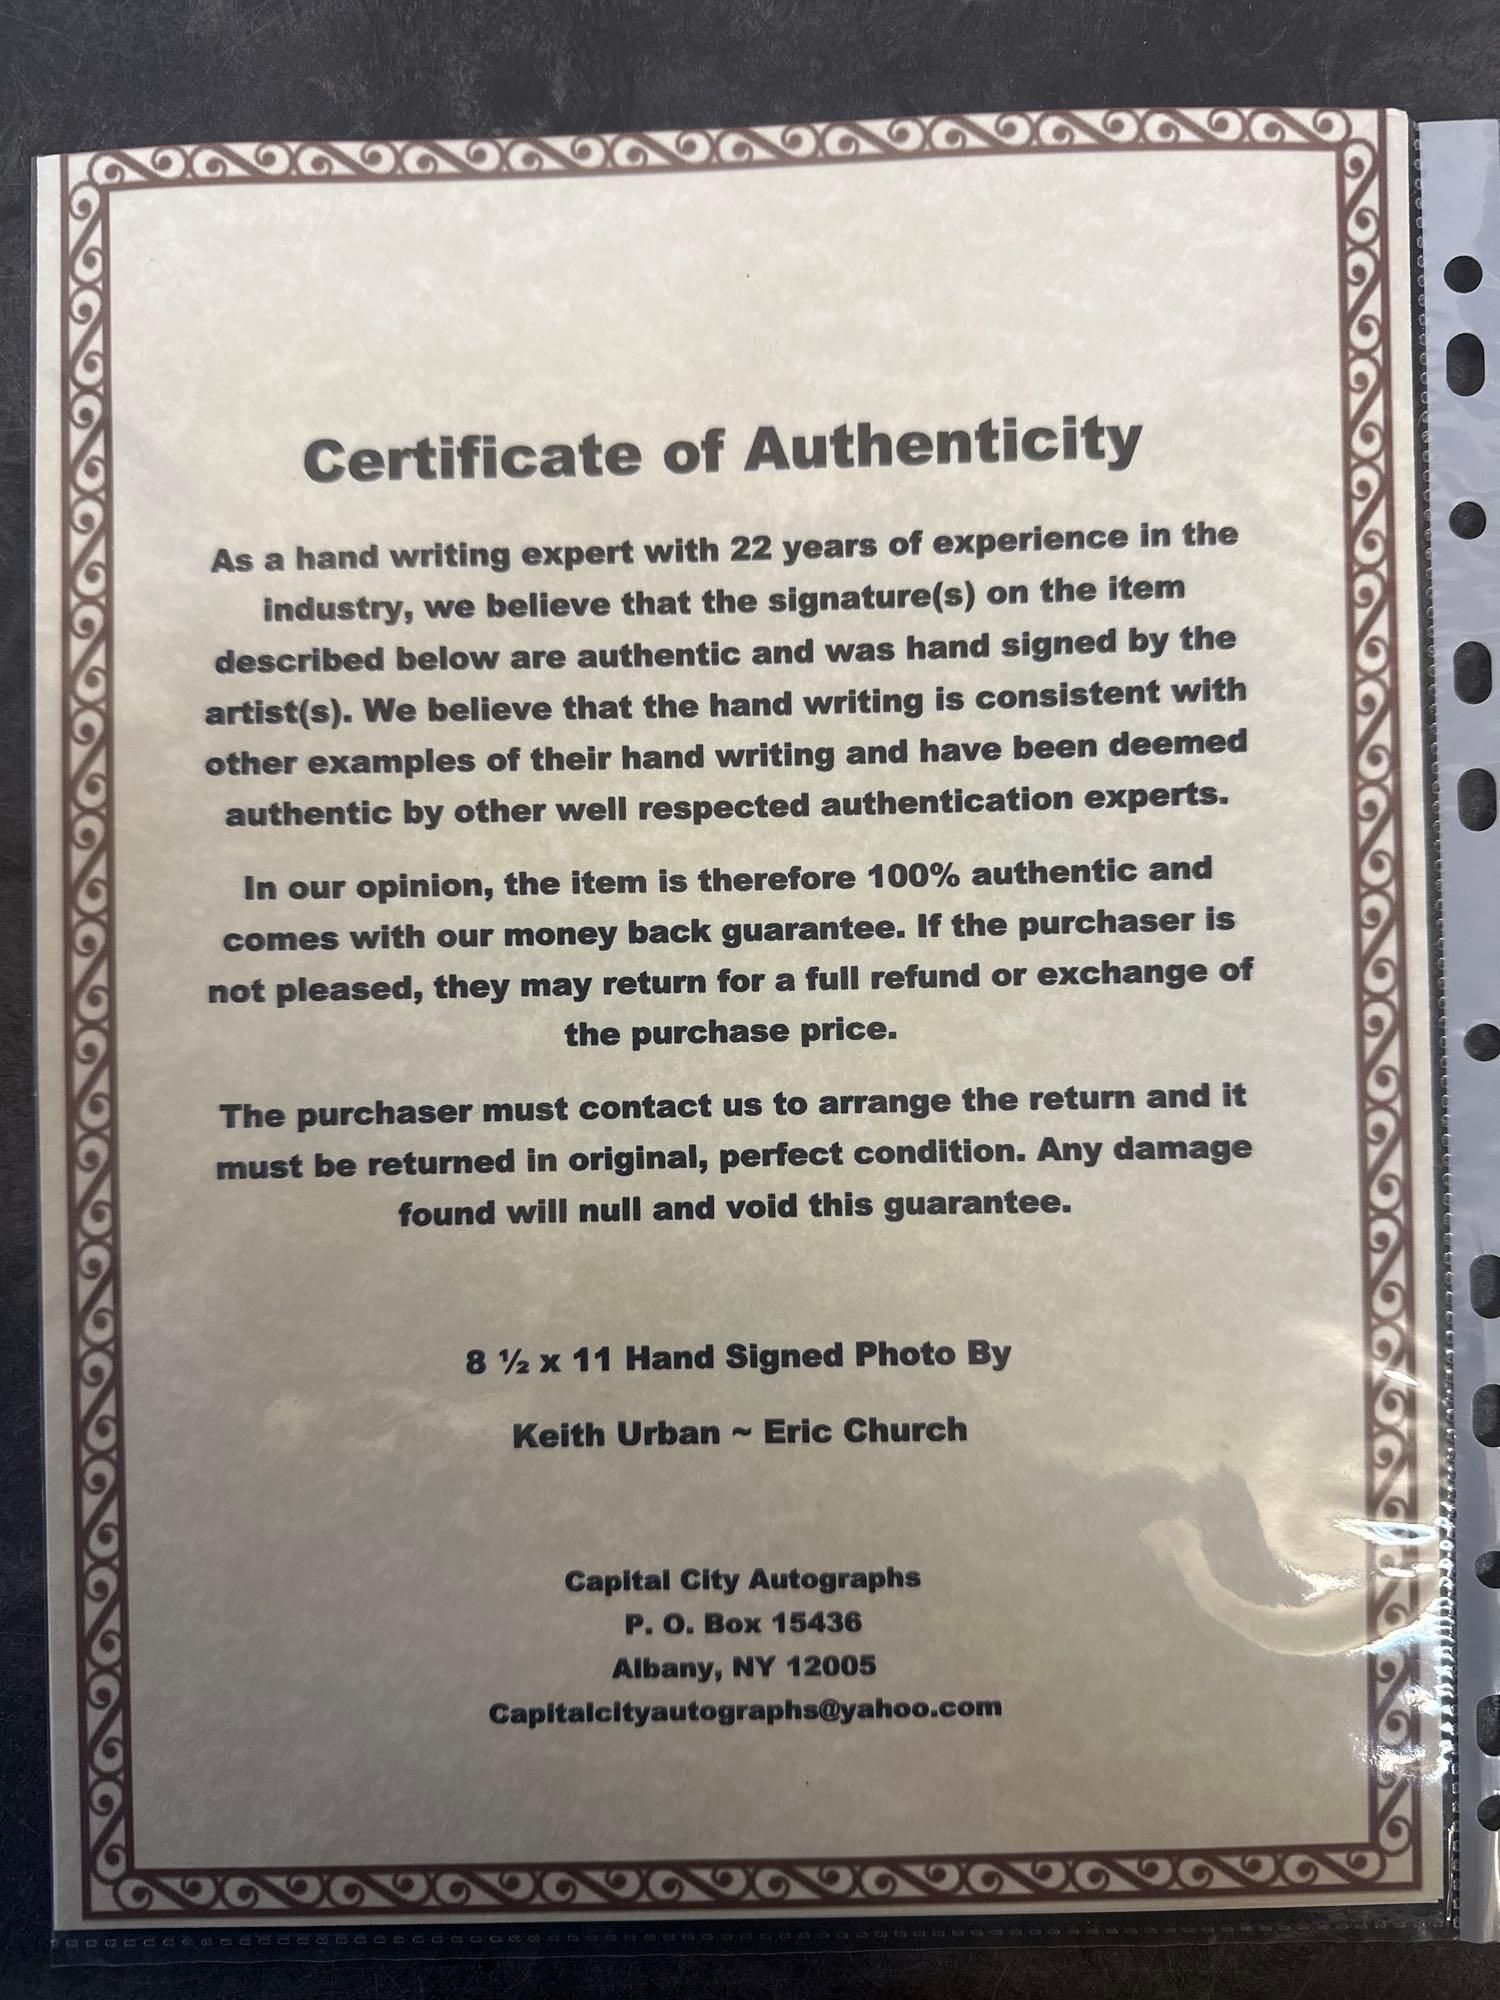 Certificate of Authenticity
As a hand writing expert with 22 years of experience in the
industry, we believe that the signature(s) on the item
described below are authentic and was hand signed by the
artist(s). We believe that the hand writing is consistent with
other examples of their hand writing and have been deemed
authentic by other well respected authentication experts.
In our opinion, the item is therefore 100% authentic and
comes with our money back guarantee. If the purchaser is
not pleased, they may return for a full refund or exchange of
the purchase price.
The purchaser must contact us to arrange the return and it
must be returned in original, perfect condition. Any damage
found will null and void this guarantee.
8 ½ x 11 Hand Signed Photo By
Keith Urban ~ Eric Church
Capital City Autographs
P. O. Box 15436
Albany, NY 12005
Capitalcityautographs@yahoo.com